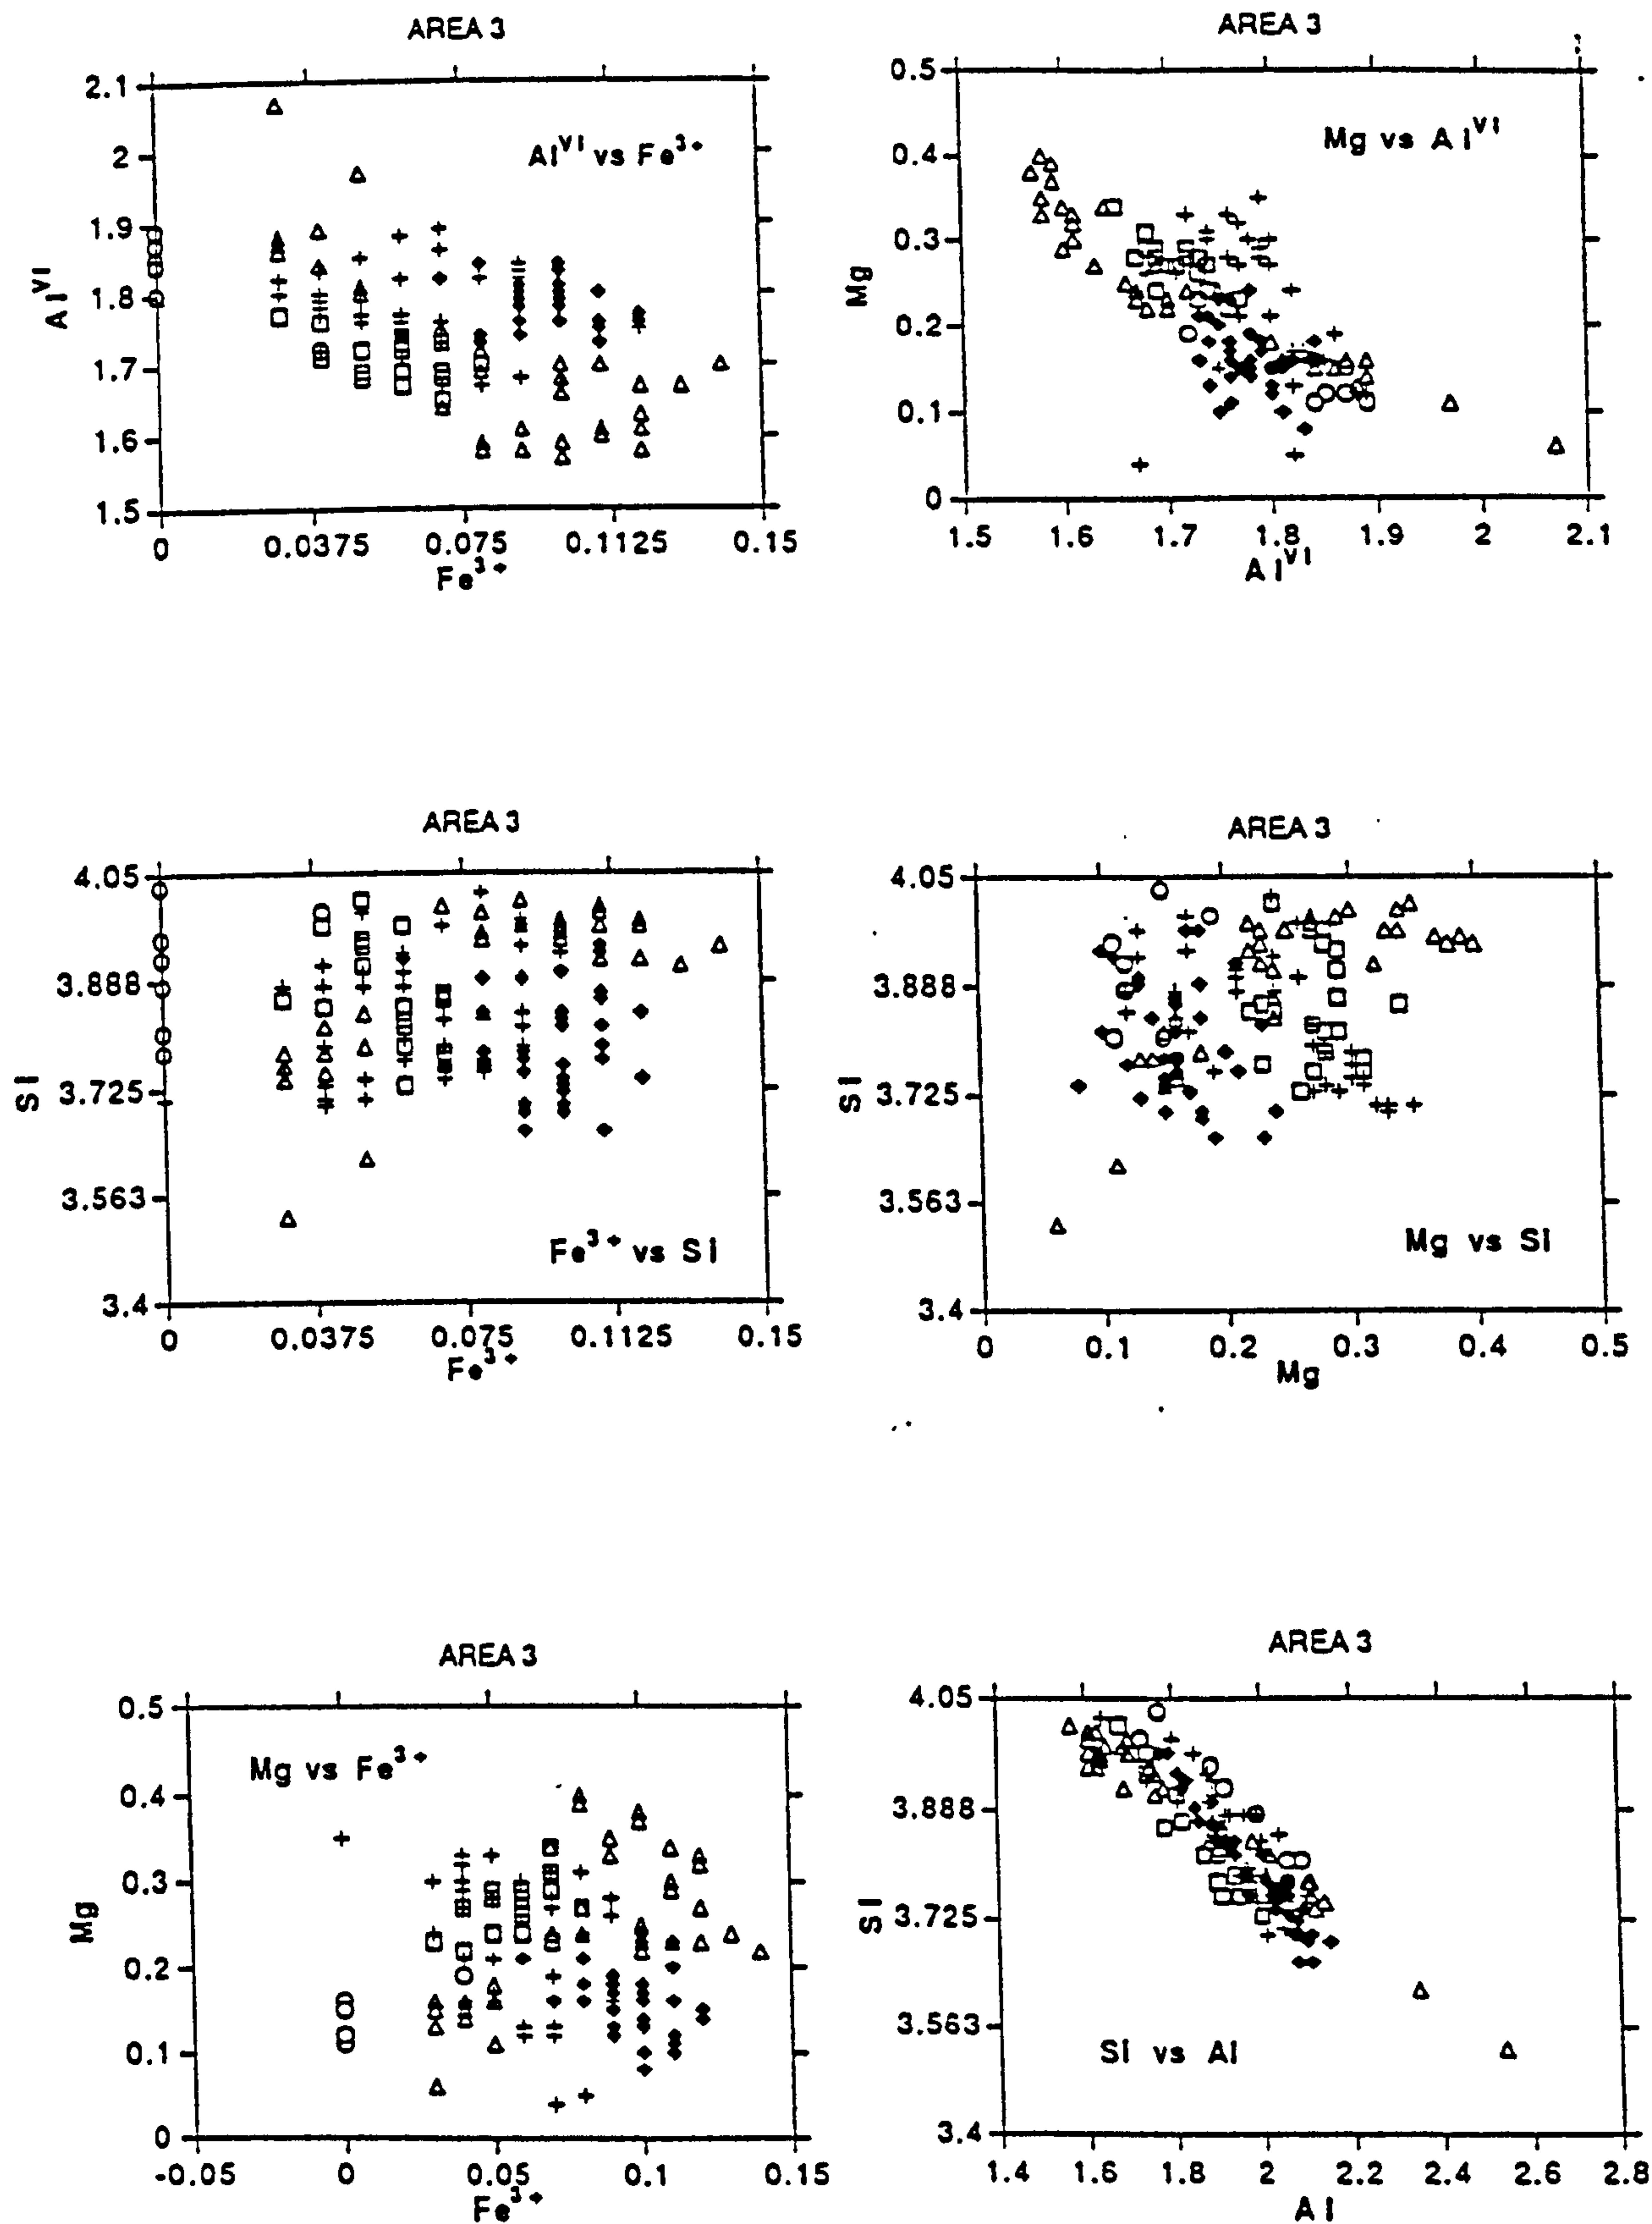 AREA 3
2.1
2
1.9
1.8
1.7
1.6
1.5
Al^VI
Al^VI vs Fe^3+
0 0.0375 0.075 0.1125 0.15
Fe^3+
AREA 3
0.5
0.4
0.3
0.2
0.1
0
Mg
Mg vs Al^VI
1.5 1.6 1.7 1.8 1.9 2 2.1
Al^VI
AREA 3
4.05
3.888
3.725
3.563
3.4
Si
Fe^3+ vs Si
0 0.0375 0.075 0.1125 0.15
Fe^3+
AREA 3
4.05
3.888
3.725
3.563
3.4
Si
Mg vs Si
0 0.1 0.2 0.3 0.4 0.5
Mg
AREA 3
0.5
0.4
0.3
0.2
0.1
0
Mg
Mg vs Fe^3+
-0.05 0 0.05 0.1 0.15
Fe^3+
AREA 3
4.05
3.888
3.725
3.563
3.4
Si
Si vs Al
1.4 1.6 1.8 2 2.2 2.4 2.6 2.8
Al